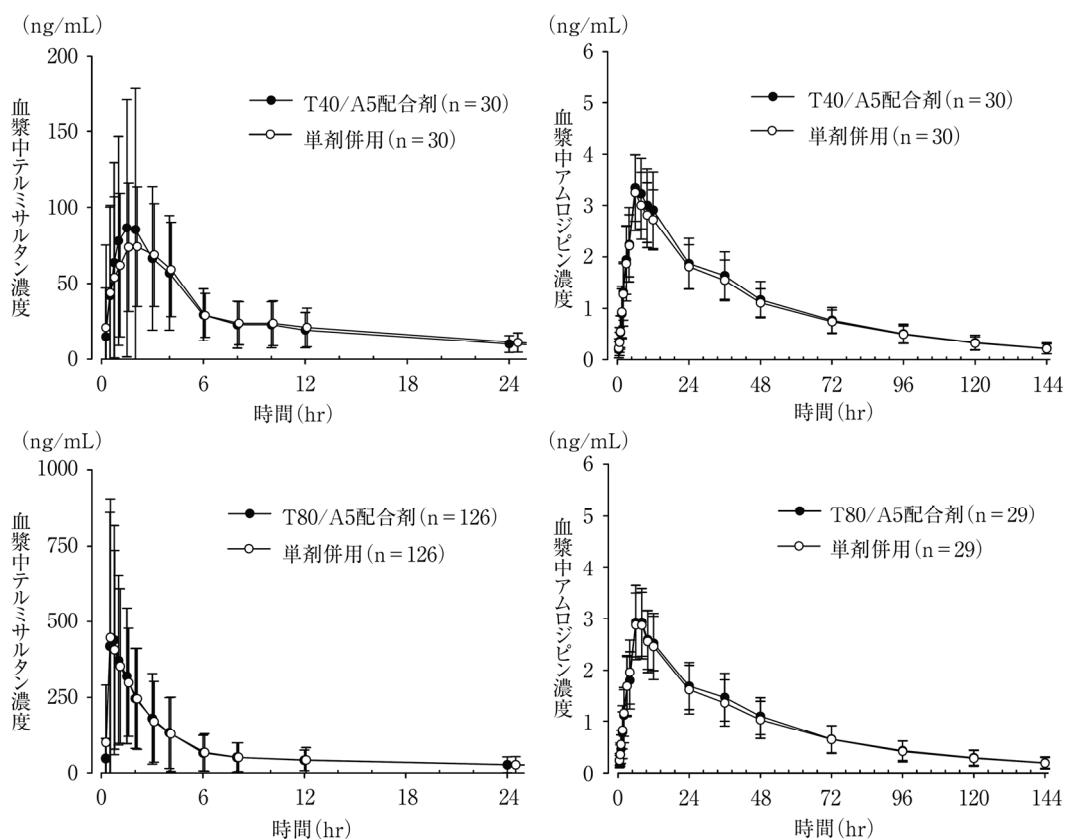 (ng/mL)
200
150
100
50
0
血漿中テルミサルタン濃度
T40/A5配合剤(n=30)
単剤併用(n=30)
0 6 12 18 24
時間(hr)
(ng/mL)
6
5
4
3
2
1
0
血漿中アムロジピン濃度
T40/A5配合剤(n=30)
単剤併用(n=30)
0 24 48 72 96 120 144
時間(hr)
(ng/mL)
1000
750
500
250
0
血漿中テルミサルタン濃度
T80/A5配合剤(n=126)
単剤併用(n=126)
0 6 12 18 24
時間(hr)
(ng/mL)
6
5
4
3
2
1
0
血漿中アムロジピン濃度
T80/A5配合剤(n=29)
単剤併用(n=29)
0 24 48 72 96 120 144
時間(hr)